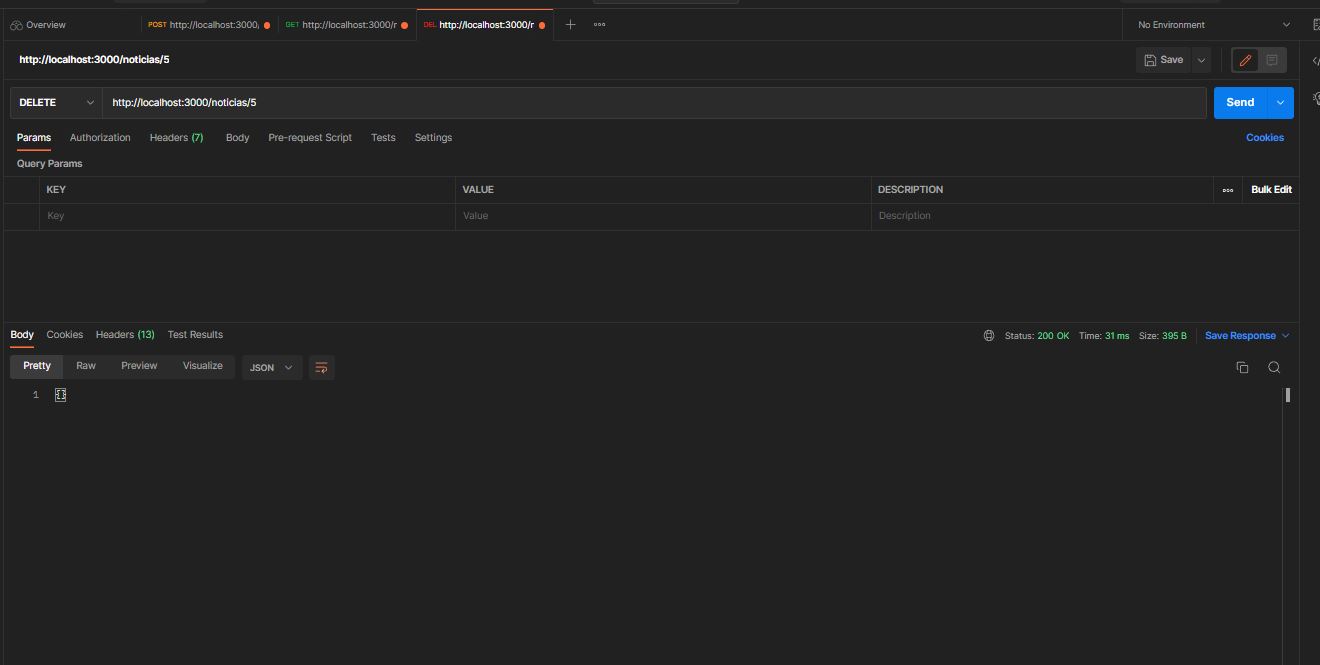 Overview POST http://localhost:3000/ GET http://localhost:3000/r DEL http://localhost:3000/r No Environment
http://localhost:3000/noticias/5 Save
DELETE http://localhost:3000/noticias/5 Send
Params Authorization Headers (7) Body Pre-request Script Tests Settings Cookies
Query Params
KEY VALUE DESCRIPTION Bulk Edit
Key Value Description
Body Cookies Headers (13) Test Results Status: 200 OK Time: 31 ms Size: 395 B Save Response
Pretty Raw Preview Visualize JSON
1 {}